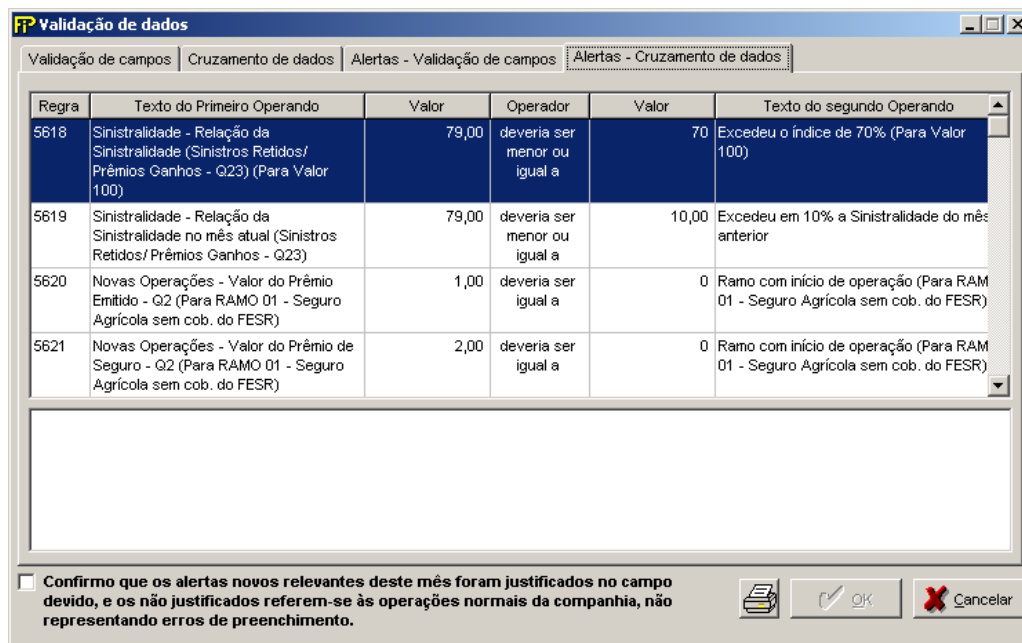 FiP Validação de dados
Validação de campos Cruzamento de dados Alertas - Validação de campos Alertas - Cruzamento de dados
Regra Texto do Primeiro Operando Valor Operador Valor Texto do segundo Operando
5618 Sinistralidade - Relação da 79,00 deveria ser 70 Excedeu o índice de 70% (Para Valor
Sinistralidade (Sinistros Retidos/ menor ou 100)
Prêmios Ganhos - Q23) (Para Valor igual a
100)
5619 Sinistralidade - Relação da 79,00 deveria ser 10,00 Excedeu em 10% a Sinistralidade do mês
Sinistralidade no mês atual (Sinistros menor ou anterior
Retidos/ Prêmios Ganhos - Q23) igual a
5620 Novas Operações - Valor do Prêmio 1,00 deveria ser 0 Ramo com início de operação (Para RAM
Emitido - Q2 (Para RAMO 01 - Seguro igual a 01 - Seguro Agrícola sem cob. do FESR)
Agrícola sem cob. do FESR)
5621 Novas Operações - Valor do Prêmio de 2,00 deveria ser 0 Ramo com início de operação (Para RAM
Seguro - Q2 (Para RAMO 01 - Seguro igual a 01 - Seguro Agrícola sem cob. do FESR)
Agrícola sem cob. do FESR)
Confirmo que os alertas novos relevantes deste mês foram justificados no campo
devido, e os não justificados referem-se às operações normais da companhia, não
representando erros de preenchimento.
OK Cancelar